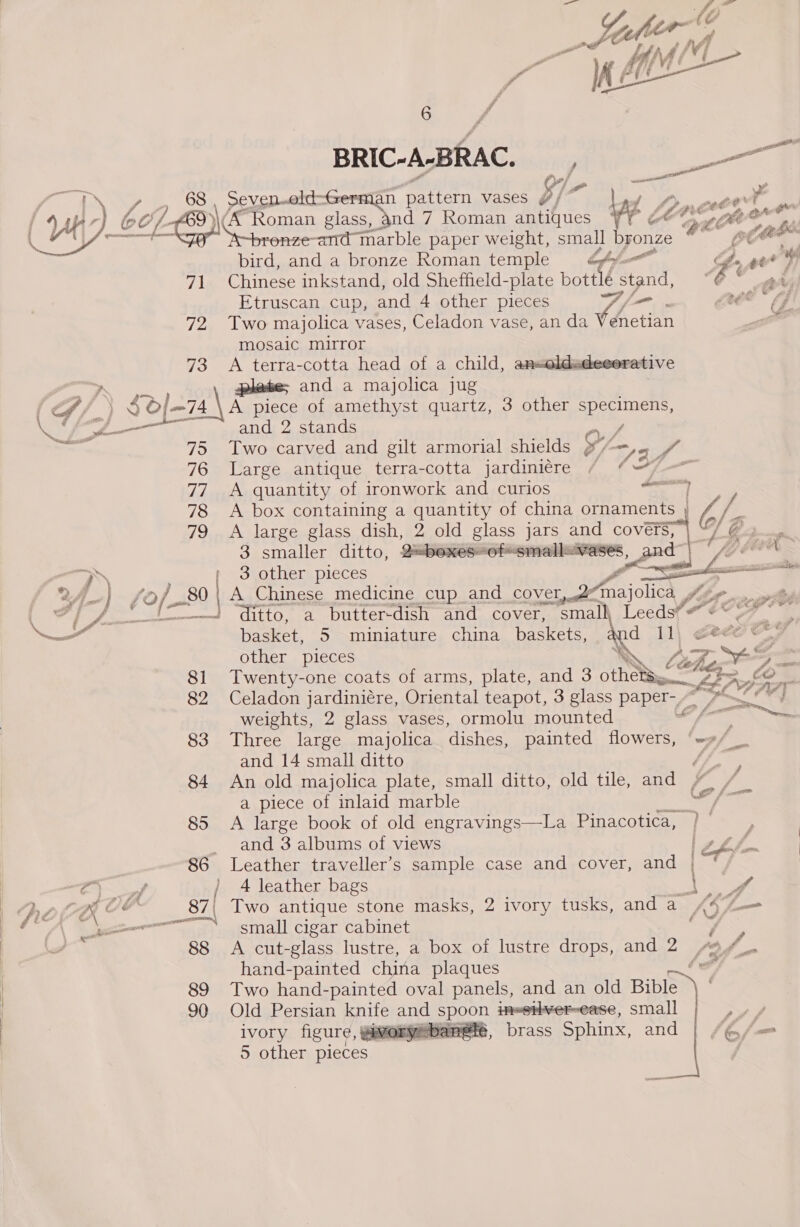 6
BRIC-A-BRAC.
68 Seven old German pattern vases
69 A Roman glass, and 7 Roman antiques
70 A bronze and marble paper weight, small bronze
bird, and a bronze Roman temple
71 Chinese inkstand, old Sheffield-plate bottle stand,
Etruscan cup, and 4 other pieces
72 Two majolica vases, Celadon vase, an da Venetian
mosaic mirror
73 A terra-cotta head of a child, an old decorative
plate; and a majolica jug
50/- 74 A piece of amethyst quartz, 3 other specimens,
and 2 stands
75 Two carved and gilt armorial shields
76 Large antique terra-cotta jardiniére
77 A quantity of ironwork and curios
78 A box containing a quantity of china ornaments
79 A large glass dish, 2 old glass jars and covers,
3 smaller ditto, 2 boxes of small vases, and
3 other pieces
80 A Chinese medicine cup and cover, 2 majolica
ditto, a butter-dish and cover, small Leeds
basket, 5 miniature china baskets, and 11
other pieces
81 Twenty-one coats of arms, plate, and 3 others
82 Celadon jardiniére, Oriental teapot, 3 glass paper-
weights, 2 glass vases, ormolu mounted
83 Three large majolica dishes, painted flowers,
and 14 small ditto
84 An old majolica plate, small ditto, old tile, and
a piece of inlaid marble
85 A large book of old engravings—La Pinacotica,
and 3 albums of views
86 Leather traveller's sample case and cover, and
4 leather bags
87 Two antique stone masks, 2 ivory tusks, and a
small cigar cabinet
88 A cut-glass lustre, a box of lustre drops, and 2
hand-painted china plaques
89 Two hand-painted oval panels, and an old Bible
90 Old Persian knife and spoon in silver case, small
ivory figure, ivory bangle, brass Sphinx, and
5 other pieces